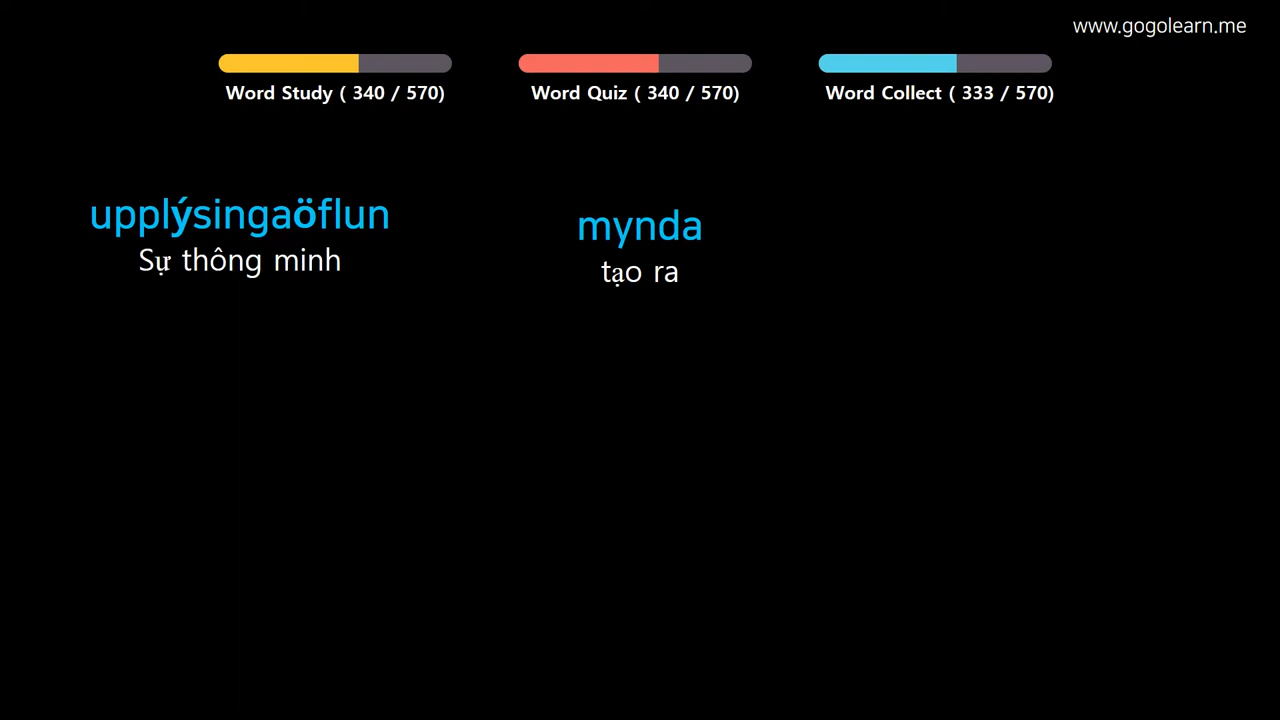 www.gogolearn.me
Word Study ( 340 / 570)
Word Quiz ( 340 / 570)
Word Collect ( 333 / 570)
upplýsingaöflun
Sự thông minh
mynda
tạo ra